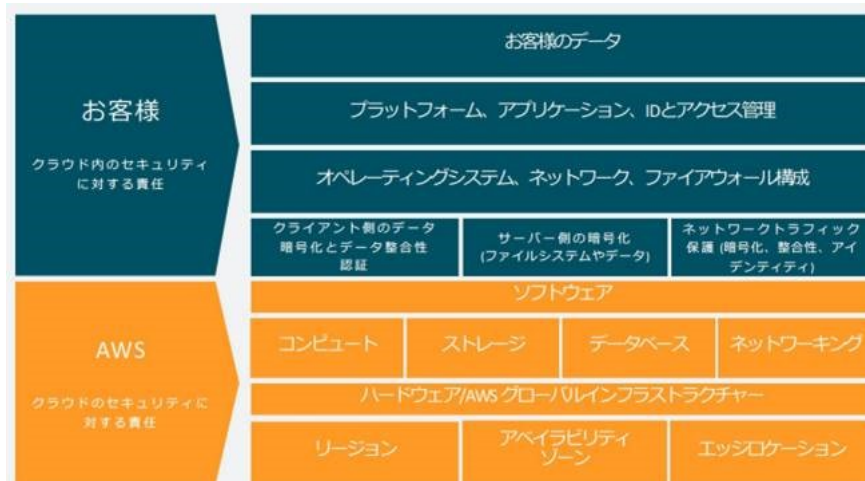 お客様
クラウド内のセキュリティ
に対する責任
お客様のデータ
プラットフォーム、アプリケーション、IDとアクセス管理
オペレーティングシステム、ネットワーク、ファイアウォール構成
クライアント側のデータ
暗号化とデータ整合性
認証
サーバー側の暗号化
(ファイルシステムやデータ)
ネットワークトラフィック
保護 (暗号化、整合性、アイ
デンティティ)
AWS
クラウドのセキュリティに
対する責任
ソフトウェア
コンピュート
ストレージ
データベース
ネットワーキング
ハードウェア/AWS グローバルインフラストラクチャー
リージョン
アベイラビリティ
ゾーン
エッジロケーション